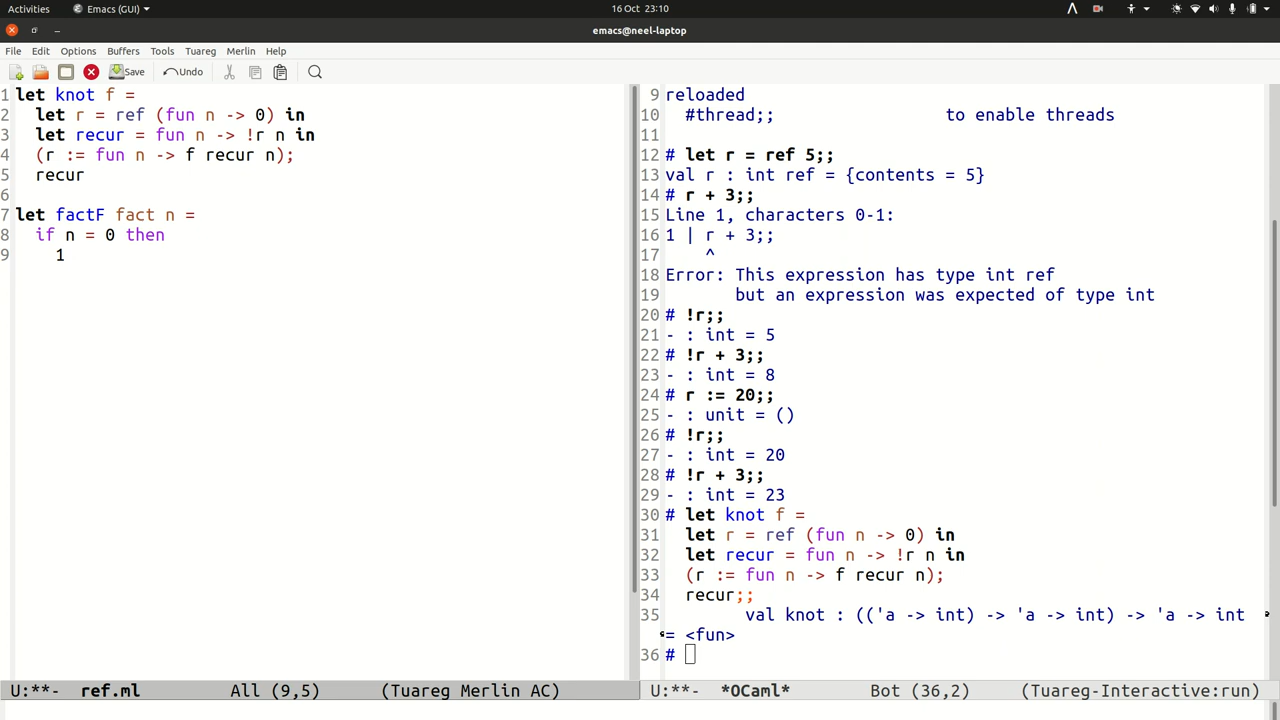 Activities Emacs (GUI) 16 Oct 23:10
emacs@neel-laptop
File Edit Options Buffers Tools Tuareg Merlin Help
Save Undo
1 let knot f =
2   let r = ref (fun n -> 0) in
3   let recur = fun n -> !r n in
4   (r := fun n -> f recur n);
5   recur
6
7 let factF fact n =
8   if n = 0 then
9     1
U:**-  ref.ml         All (9,5)      (Tuareg Merlin AC)
9 reloaded
10   #thread;;                 to enable threads
11
12 # let r = ref 5;;
13 val r : int ref = {contents = 5}
14 # r + 3;;
15 Line 1, characters 0-1:
16 1 | r + 3;;
17     ^
18 Error: This expression has type int ref
19        but an expression was expected of type int
20 # !r;;
21 - : int = 5
22 # !r + 3;;
23 - : int = 8
24 # r := 20;;
25 - : unit = ()
26 # !r;;
27 - : int = 20
28 # !r + 3;;
29 - : int = 23
30 # let knot f =
31   let r = ref (fun n -> 0) in
32   let recur = fun n -> !r n in
33   (r := fun n -> f recur n);
34   recur;;
35         val knot : (('a -> int) -> 'a -> int) -> 'a -> int
= <fun>
36 #
U:**-  *OCaml*        Bot (36,2)     (Tuareg-Interactive:run)